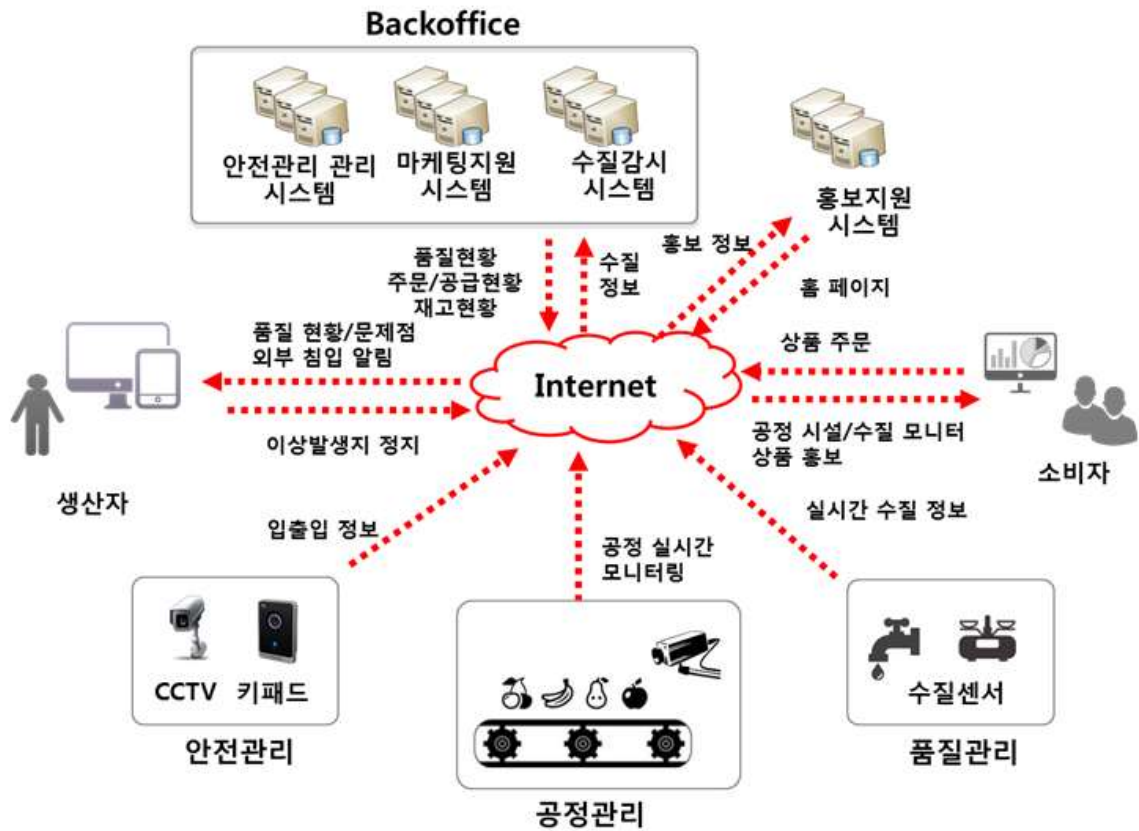 Backoffice
안전관리 관리
시스템
마케팅지원
시스템
수질감시
시스템
홍보지원
시스템
품질현황
주문/공급현황
재고현황
수질
정보
홍보 정보
홈 페이지
품질 현황/문제점
외부 침입 알림
Internet
상품 주문
이상발생지 정지
공정 시설/수질 모니터
상품 홍보
생산자
소비자
입출입 정보
공정 실시간
모니터링
실시간 수질 정보
CCTV
키패드
수질센서
안전관리
공정관리
품질관리